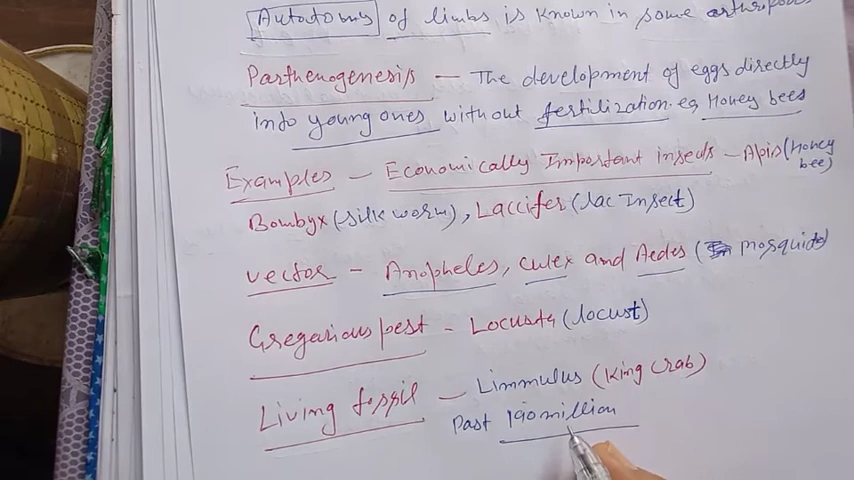 Autotomy of limbs is known in some arthropods
Parthenogenesis — The development of eggs directly
into young ones without fertilization. eg Honey bees
Examples — Economically Important insects - Apis (Honey bee)
Bombyx (silk worm), Laccifer (lac Insect)
vector - Anopheles, culex and Aedes ( mosquito)
Gregarious pest - Locusta (locust)
Living fossil — Limmulus (King Crab)
Past 190 million